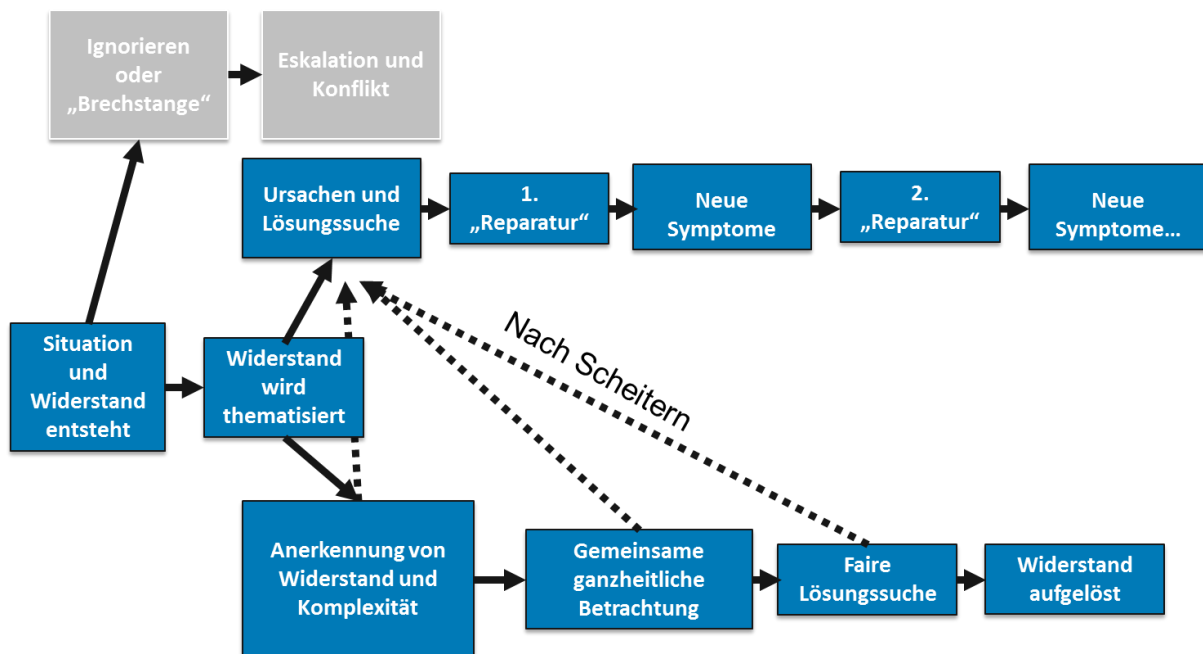 Ignorieren
oder
„Brechstange“
Eskalation und
Konflikt
Ursachen und
Lösungssuche
1.
„Reparatur“
Neue
Symptome
2.
„Reparatur“
Neue
Symptome…
Situation
und
Widerstand
entsteht
Widerstand
wird
thematisiert
Nach Scheitern
Anerkennung von
Widerstand und
Komplexität
Gemeinsame
ganzheitliche
Betrachtung
Faire
Lösungssuche
Widerstand
aufgelöst